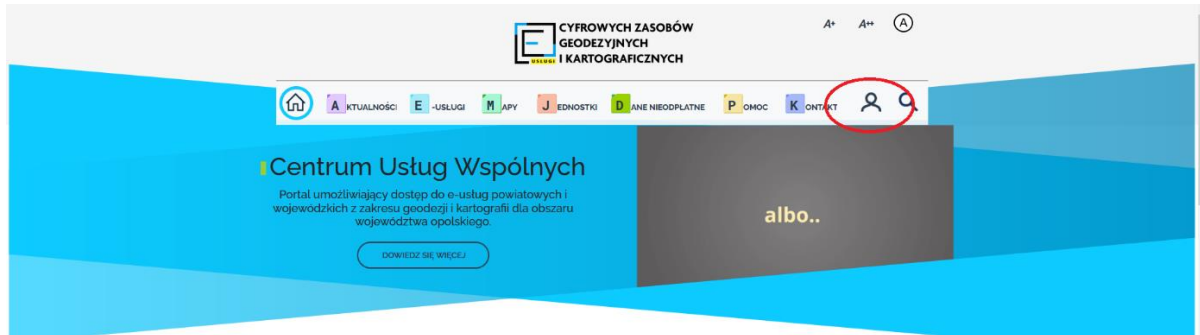 CYFROWYCH ZASOBÓW
GEODEZYJNYCH
E USŁUGI I KARTOGRAFICZNYCH
A+ A++ A
AKTUALNOŚCI E-USŁUGI MAPY JEDNOSTKI DANE NIEODPŁATNE POMOC KONTAKT
Centrum Usług Wspólnych
Portal umożliwiający dostęp do e-usług powiatowych i
wojewódzkich z zakresu geodezji i kartografii dla obszaru
województwa opolskiego.
DOWIEDZ SIĘ WIĘCEJ
albo..